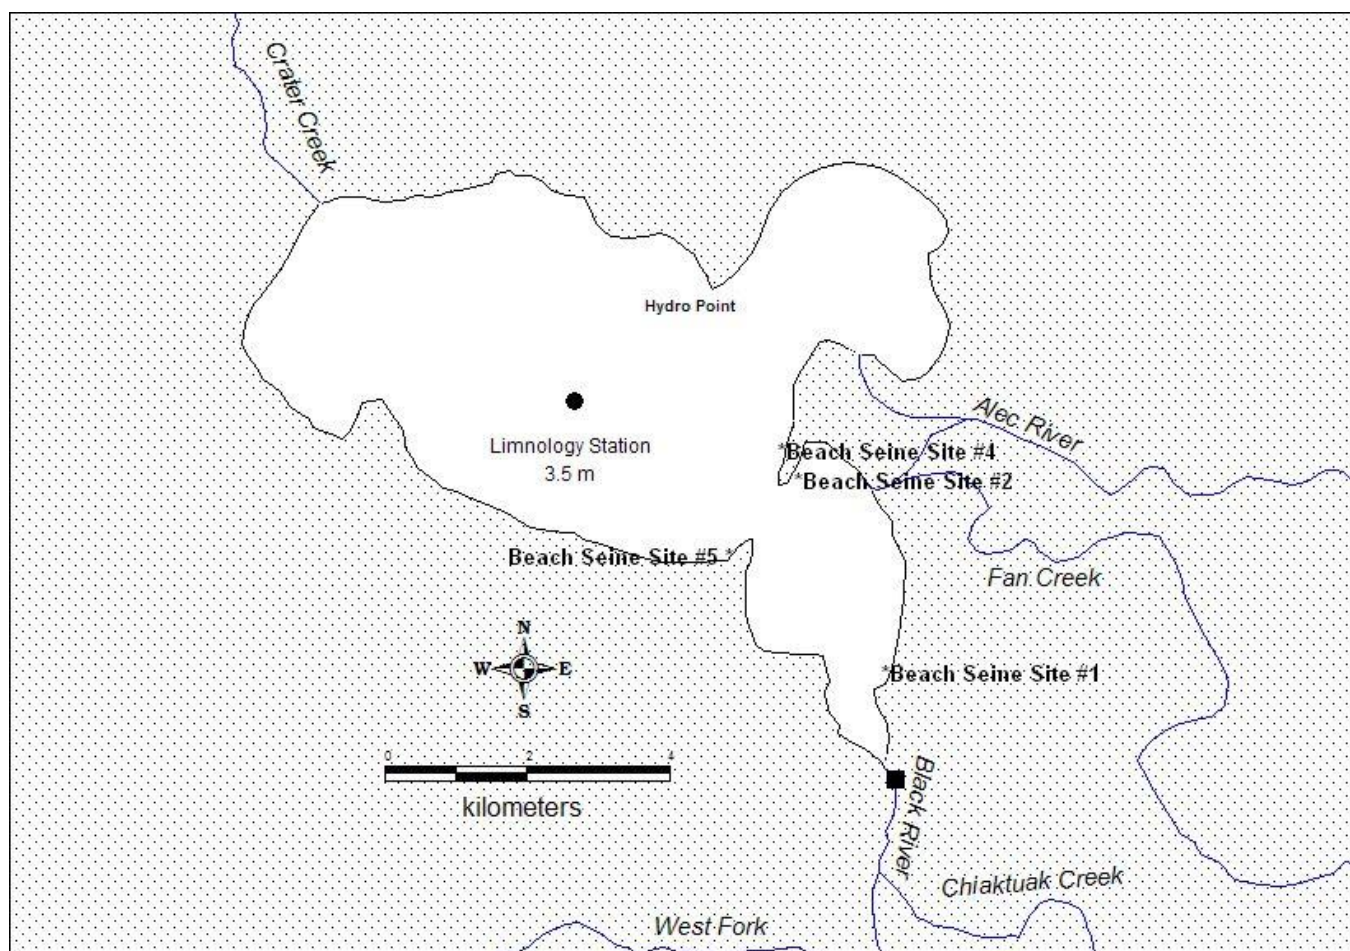 Crater Creek
Hydro Point
Alec River
Limnology Station
3.5 m
*Beach Seine Site #4
*Beach Seine Site #2
Beach Seine Site #5 *
Fan Creek
N
W E
S
*Beach Seine Site #1
0 2 4
kilometers
Black River
Chiaktuak Creek
West Fork